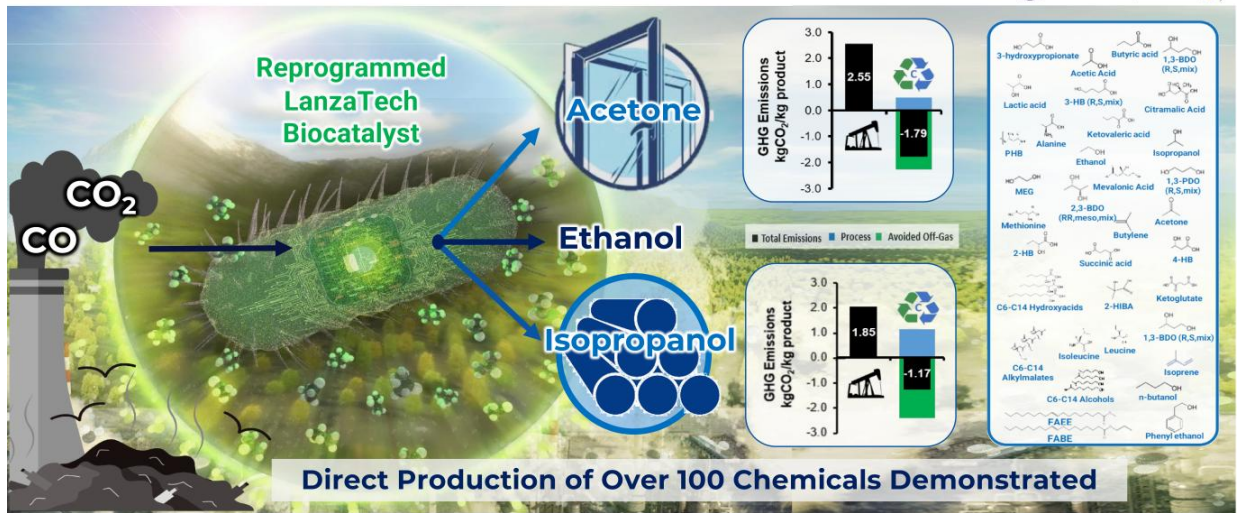 Reprogrammed
LanzaTech
Biocatalyst
CO2
CO
Acetone
Ethanol
Isopropanol
GHG Emissions
kgCO2/kg product
3.0
2.0
1.0
0.0
-1.0
-2.0
-3.0
2.55
C
-1.79
Total Emissions Process Avoided Off-Gas
GHG Emissions
kgCO2/kg product
3.0
2.0
1.0
0.0
-1.0
-2.0
-3.0
1.85
C
-1.17
3-hydroxypropionate
Acetic Acid
Butyric acid
1,3-BDO
(R,S,mix)
Lactic acid
3-HB (R,S,mix)
Citramalic Acid
PHB
Alanine
Ketovaleric acid
Ethanol
Isopropanol
MEG
2,3-BDO
(RR,meso,mix)
Mevalonic Acid
1,3-PDO
(R,S,mix)
Methionine
Butylene
Acetone
2-HB
Succinic acid
4-HB
C6-C14 Hydroxyacids
2-HIBA
Ketoglutate
C6-C14
Alkylmalates
Isoleucine
Leucine
1,3-BDO (R,S,mix)
Isoprene
C6-C14 Alcohols
n-butanol
FAEE
FABE
Phenyl ethanol
Direct Production of Over 100 Chemicals Demonstrated